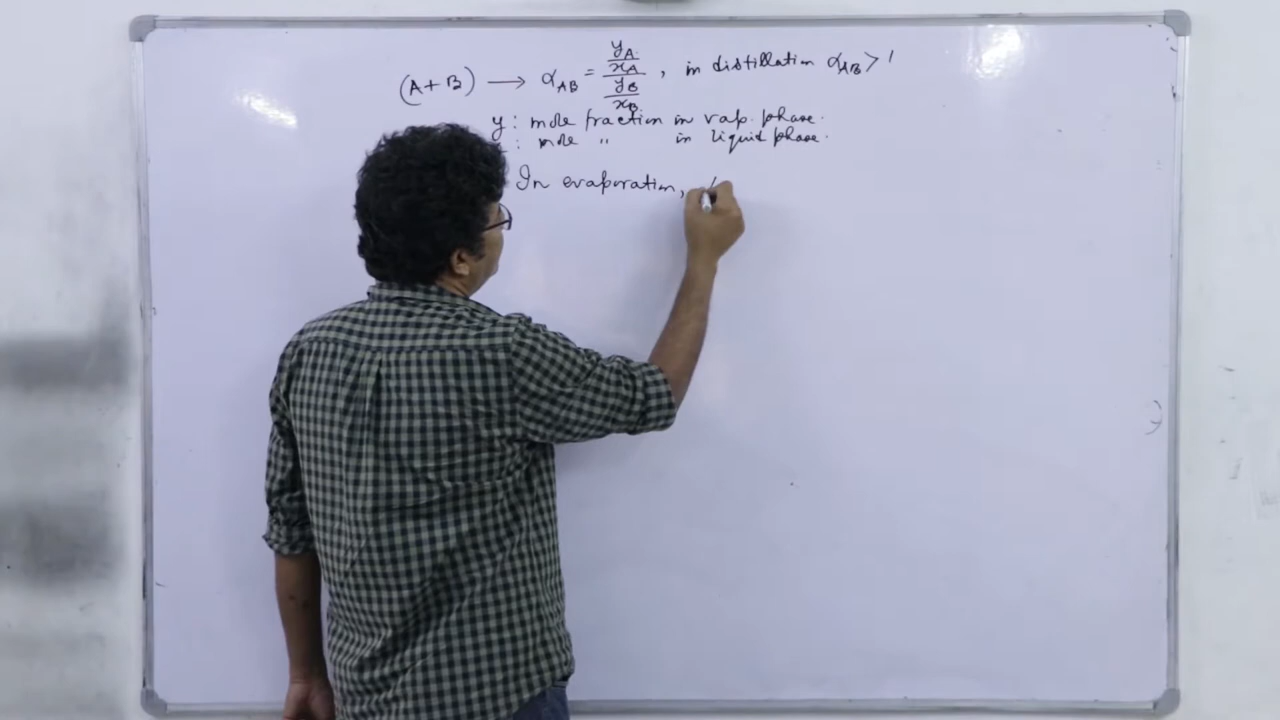 (A+B) ⟶ α_AB = (y_A/x_A)/(y_B/x_B), in distillation α_AB > 1
y : mole fraction in vap. phase.
: mole " in liquid phase.
In evaporation,